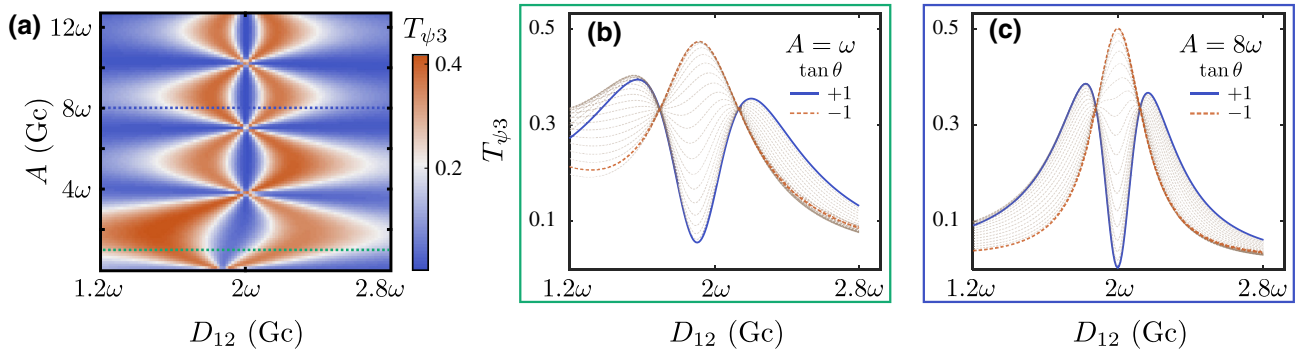 (a)
12ω
8ω
4ω
A (Gc)
1.2ω
2ω
2.8ω
D₁₂ (Gc)
T_ψ3
0.4
0.2
(b)
A = ω
tan θ
+1
−1
0.5
0.3
0.1
T_ψ3
1.2ω
2ω
2.8ω
D₁₂ (Gc)
(c)
A = 8ω
tan θ
+1
−1
0.5
0.3
0.1
1.2ω
2ω
2.8ω
D₁₂ (Gc)